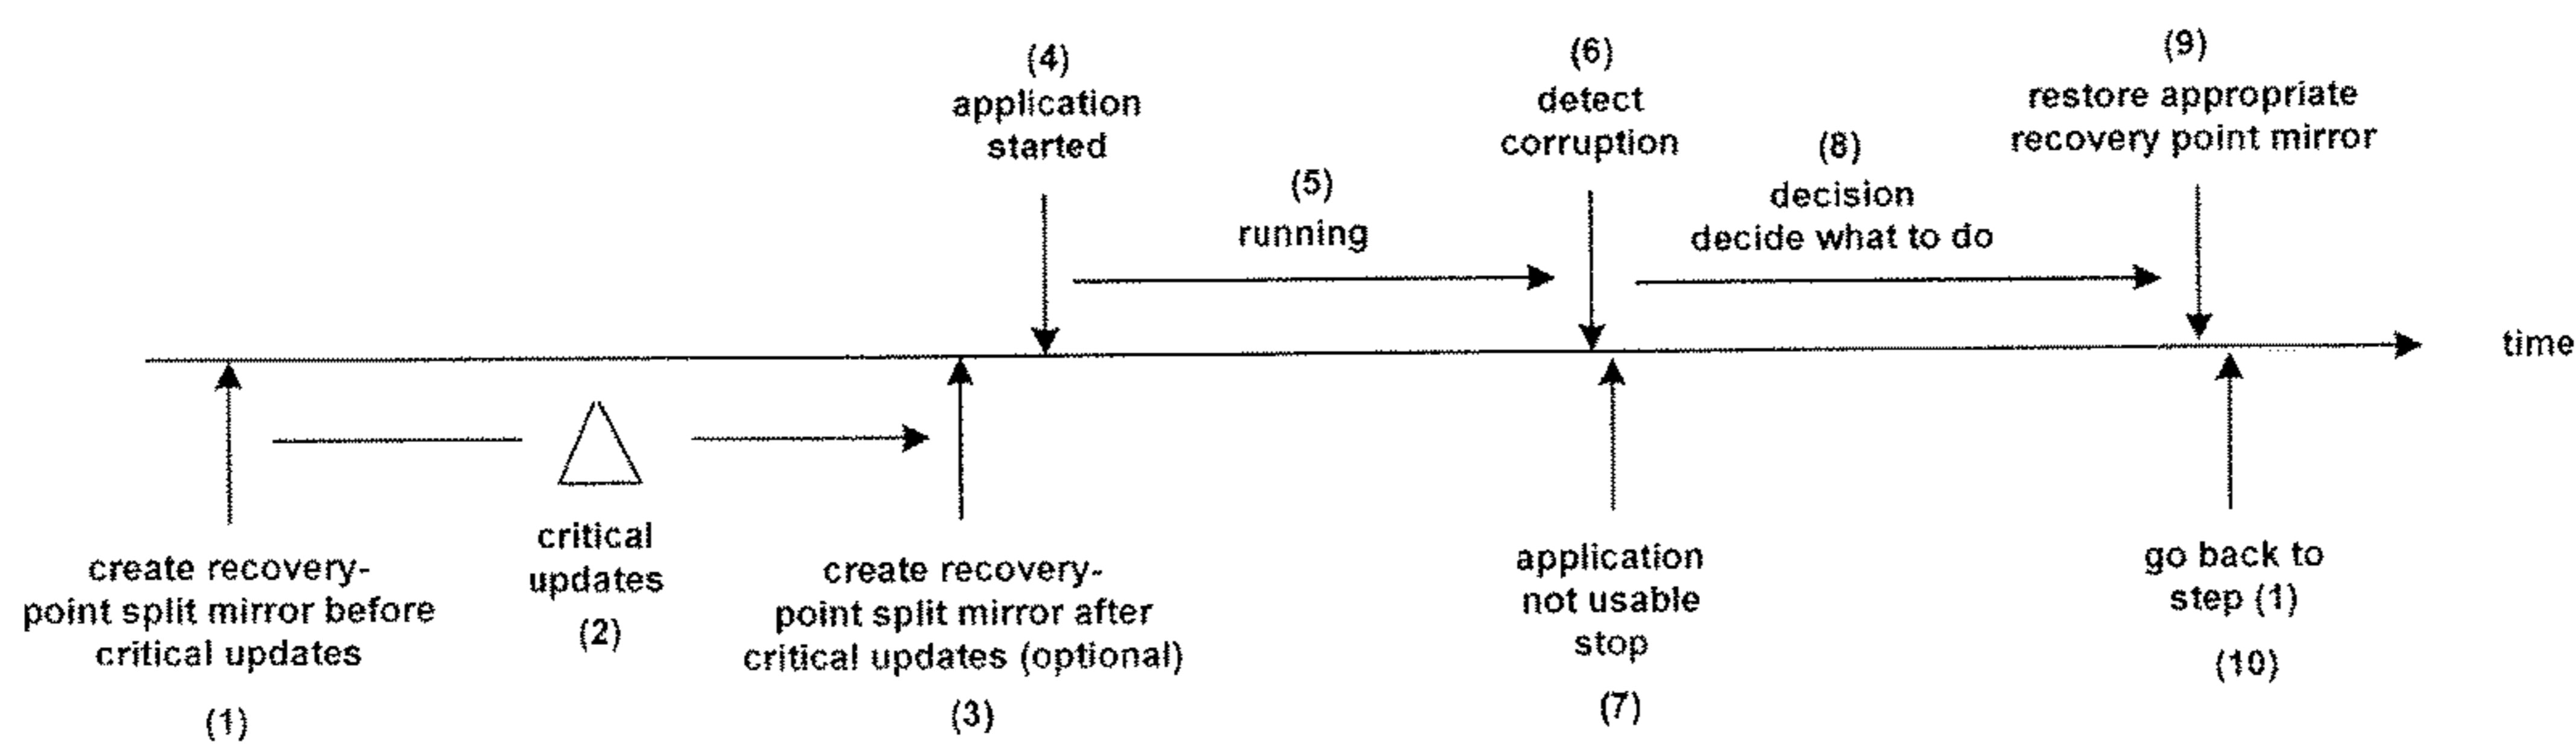 (4)
application
started
(5)
running
(6)
detect
corruption
(8)
decision
decide what to do
(9)
restore appropriate
recovery point mirror
time
create recovery-
point split mirror before
critical updates
(1)
critical
updates
(2)
create recovery-
point split mirror after
critical updates (optional)
(3)
application
not usable
stop
(7)
go back to
step (1)
(10)